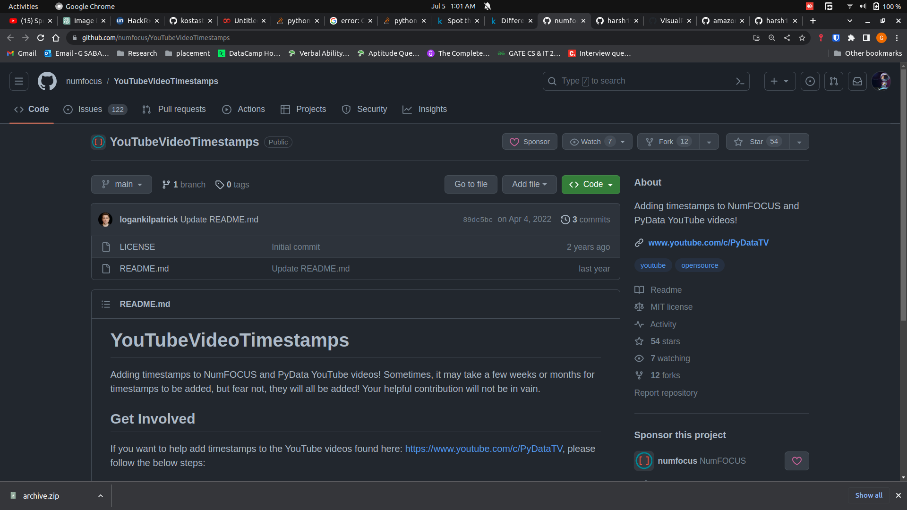 Activities Google Chrome Jul 5 1:01 AM 100 %
(15) Sp
Image
HackRe
kostas
Untitle
python
error: C
python
Spot th
Differe
numfoc
harsh
Visuali
amazo
harsh
github.com/numfocus/YouTubeVideoTimestamps
G
Gmail Email - G SABA... Research placement DataCamp Ho... Verbal Ability... Aptitude Que... The Complete... GATE CS & IT 2... Interview que... Other bookmarks
numfocus / YouTubeVideoTimestamps
Type / to search
Code Issues 122 Pull requests Actions Projects Security Insights
YouTubeVideoTimestamps Public
Sponsor Watch 7 Fork 12 Star 54
main 1 branch 0 tags
Go to file Add file Code
logankilpatrick Update README.md 89dc5bc on Apr 4, 2022 3 commits
LICENSE Initial commit 2 years ago
README.md Update README.md last year
README.md
YouTubeVideoTimestamps
Adding timestamps to NumFOCUS and PyData YouTube videos! Sometimes, it may take a few weeks or months for
timestamps to be added, but fear not, they will all be added! Your helpful contribution will not be in vain.
Get Involved
If you want to help add timestamps to the YouTube videos found here: https://www.youtube.com/c/PyDataTV, please
follow the below steps:
About
Adding timestamps to NumFOCUS and
PyData YouTube videos!
www.youtube.com/c/PyDataTV
youtube opensource
Readme
MIT license
Activity
54 stars
7 watching
12 forks
Report repository
Sponsor this project
numfocus NumFOCUS
archive.zip
Show all